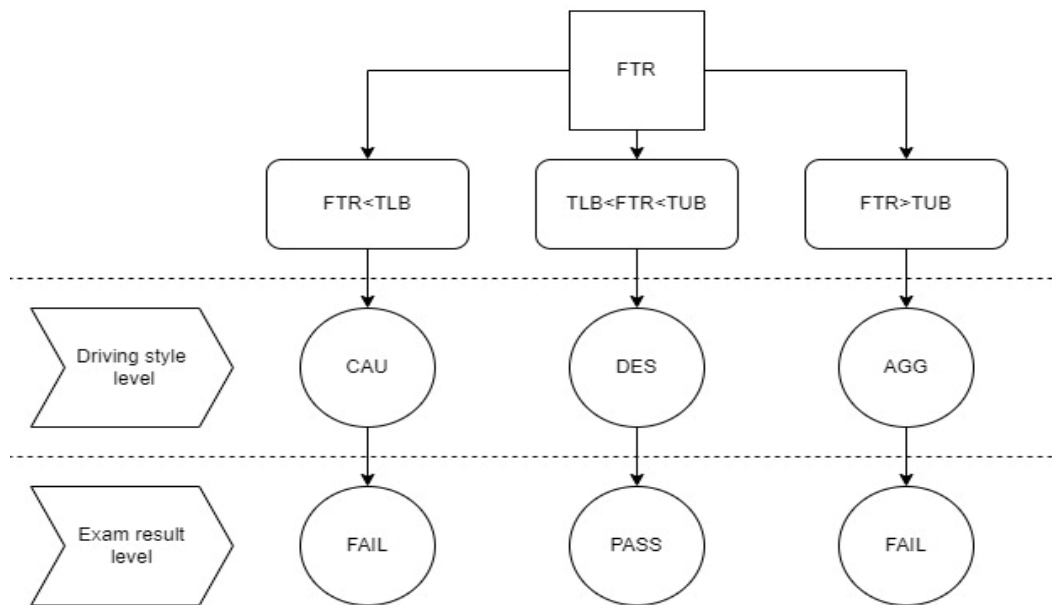 FTR
FTR<TLB
TLB<FTR<TUB
FTR>TUB
Driving style
level
CAU
DES
AGG
Exam result
level
FAIL
PASS
FAIL